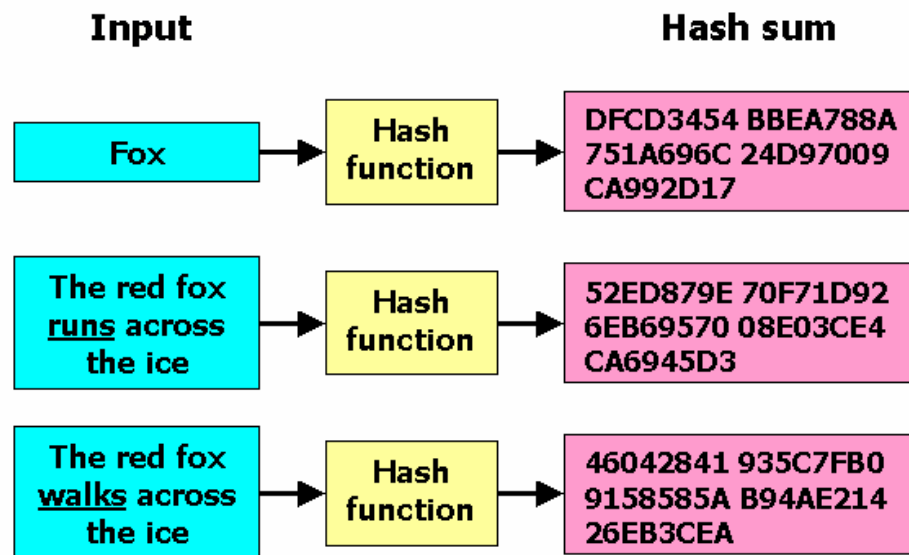 Input Hash sum
Fox
Hash
function
DFCD3454 BBEA788A
751A696C 24D97009
CA992D17
The red fox
runs across
the ice
Hash
function
52ED879E 70F71D92
6EB69570 08E03CE4
CA6945D3
The red fox
walks across
the ice
Hash
function
46042841 935C7FB0
9158585A B94AE214
26EB3CEA